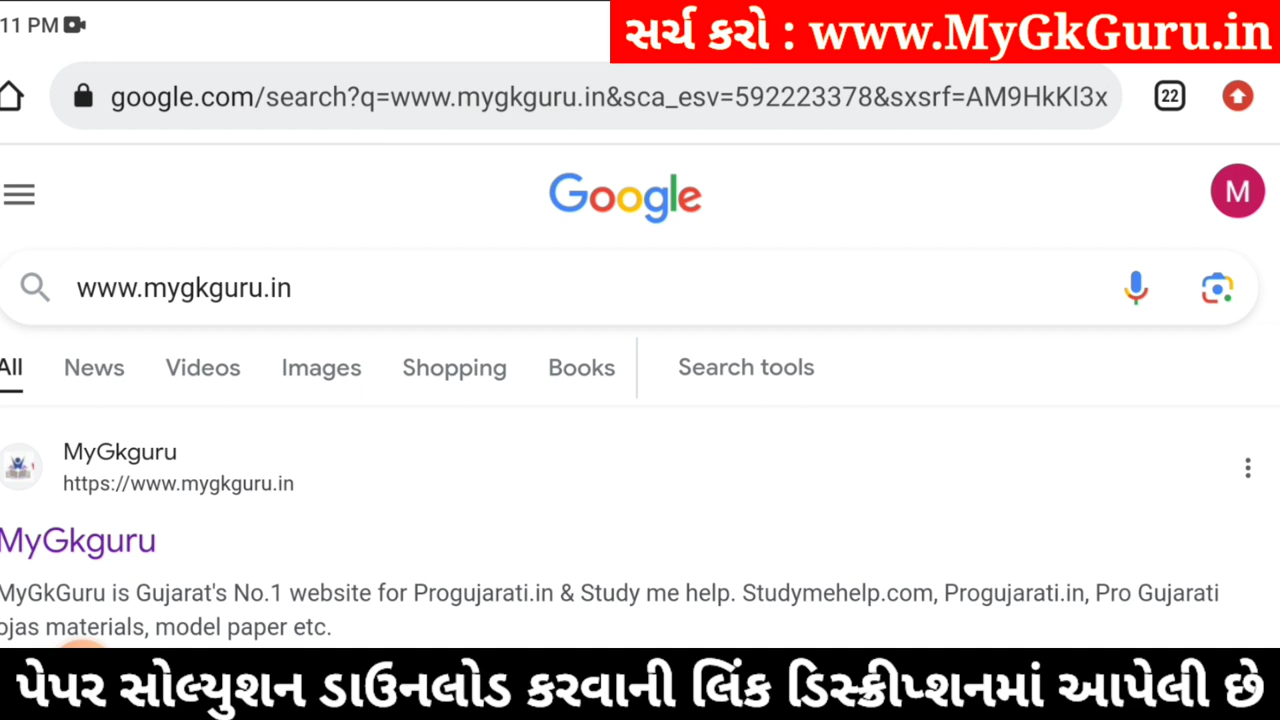 11 PM
સર્ચ કરો : www.MyGkGuru.in
google.com/search?q=www.mygkguru.in&sca_esv=592223378&sxsrf=AM9HkKl3x
22
Google
M
www.mygkguru.in
All News Videos Images Shopping Books Search tools
MyGkguru
https://www.mygkguru.in
MyGkguru
MyGkGuru is Gujarat's No.1 website for Progujarati.in & Study me help. Studymehelp.com, Progujarati.in, Pro Gujarati
ojas materials, model paper etc.
પેપર સોલ્યુશન ડાઉનલોડ કરવાની લિંક ડિસ્ક્રીપ્શનમાં આપેલી છે